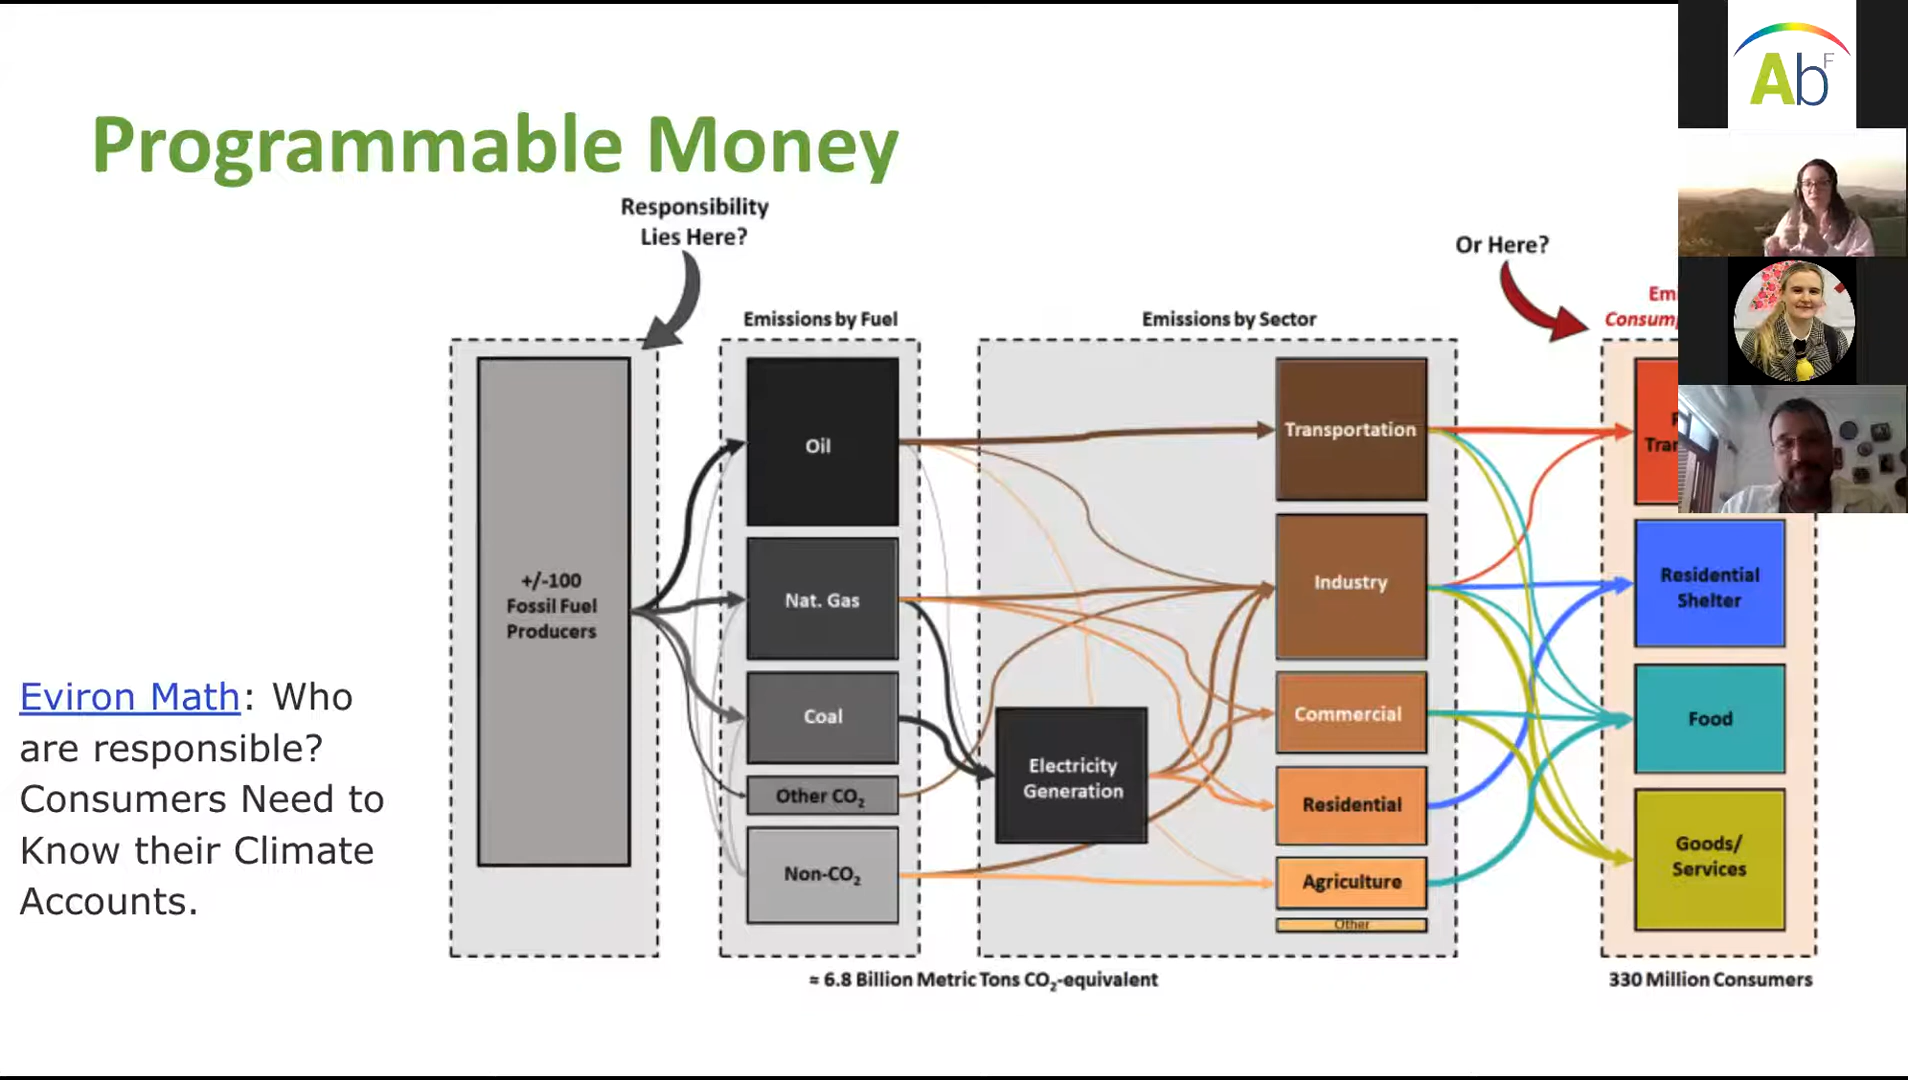 Programmable Money
Responsibility
Lies Here?
Or Here?
Emissions by Fuel
Emissions by Sector
+/-100
Fossil Fuel
Producers
Oil
Nat. Gas
Coal
Other CO₂
Non-CO₂
Electricity
Generation
Transportation
Industry
Commercial
Residential
Agriculture
Other
Residential
Shelter
Food
Goods/
Services
≈ 6.8 Billion Metric Tons CO₂-equivalent
330 Million Consumers
Eviron Math: Who
are responsible?
Consumers Need to
Know their Climate
Accounts.
AbF